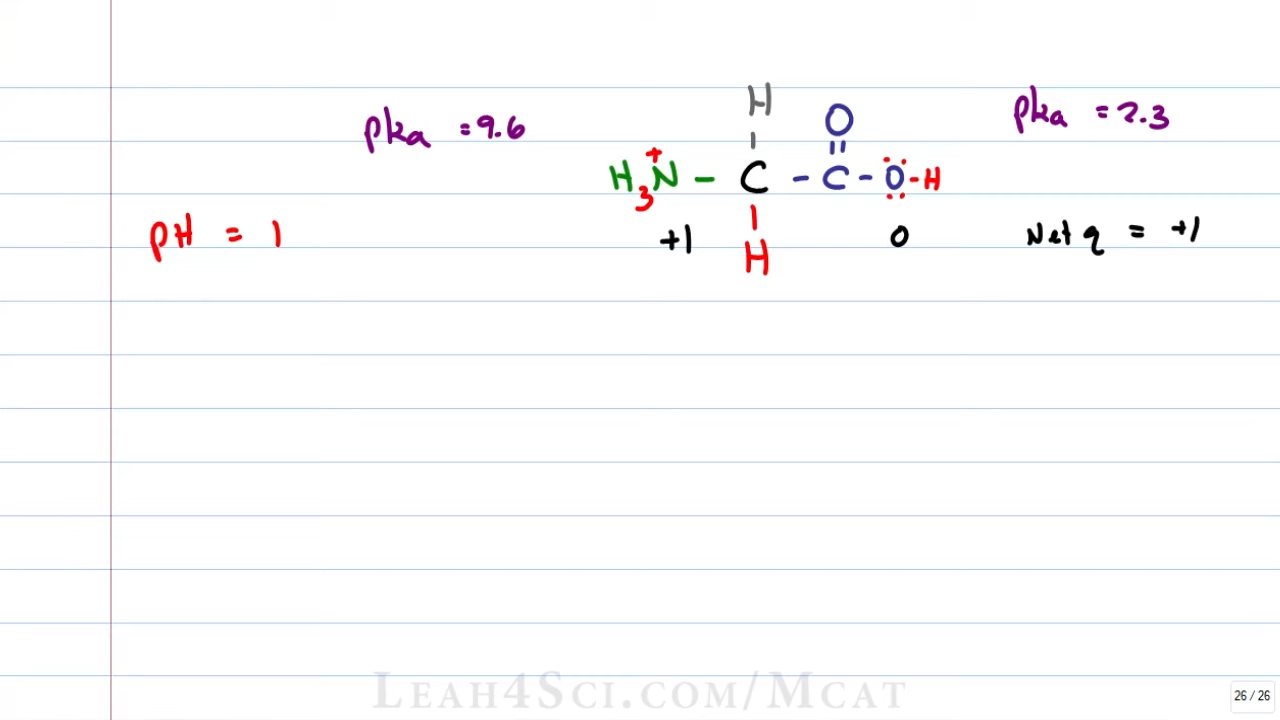 H
pka = 9.6
O
pka = 2.3
H3N+ - C - C - O - H
pH = 1
+1
H
0
Net q = +1
LEAH4SCI.COM/MCAT
26 / 26